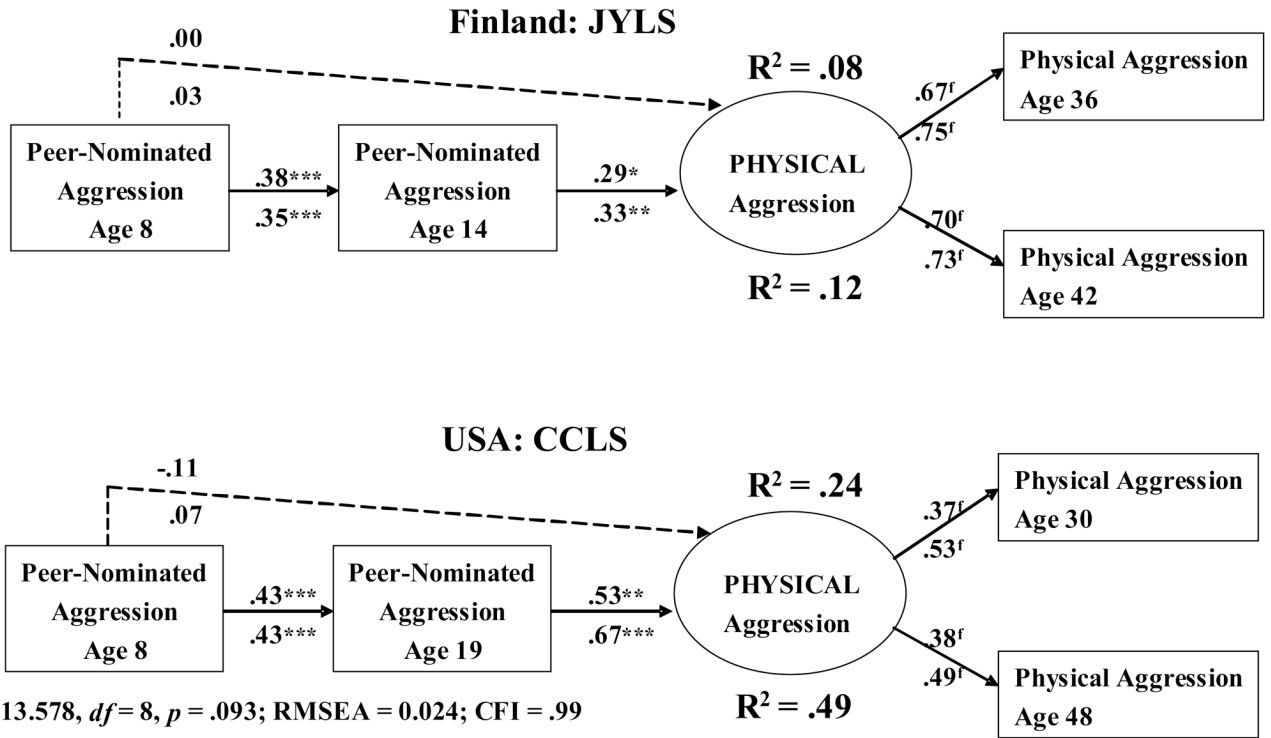 Finland: JYLS
.00
.03
R² = .08
Physical Aggression
Age 36
.67ᶠ
.75ᶠ
Peer-Nominated
Aggression
Age 8
.38***
.35***
Peer-Nominated
Aggression
Age 14
.29*
.33**
PHYSICAL
Aggression
.70ᶠ
.73ᶠ
Physical Aggression
Age 42
R² = .12
USA: CCLS
-.11
.07
R² = .24
Physical Aggression
Age 30
.37ᶠ
.53ᶠ
Peer-Nominated
Aggression
Age 8
.43***
.43***
Peer-Nominated
Aggression
Age 19
.53**
.67***
PHYSICAL
Aggression
.38ᶠ
.49ᶠ
Physical Aggression
Age 48
R² = .49
13.578, df = 8, p = .093; RMSEA = 0.024; CFI = .99